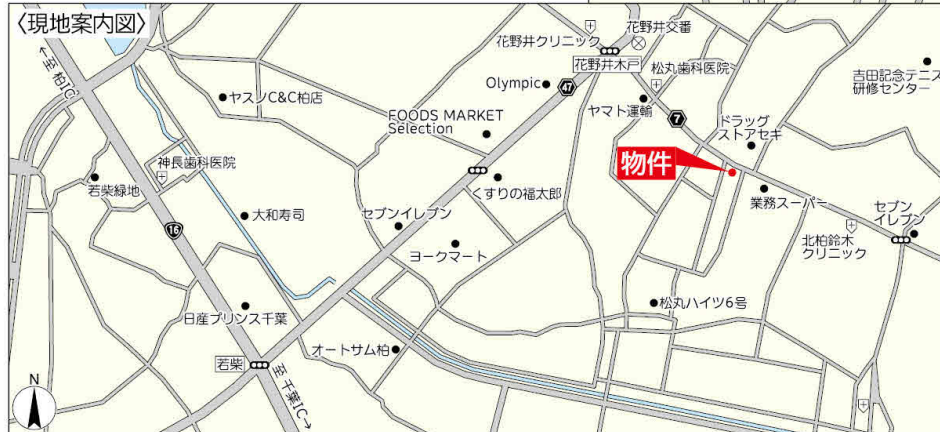 〈現地案内図〉
←至 柏IC
花野井クリニック
花野井交番
花野井木戸
松丸歯科医院
吉田記念テニス
研修センター
Olympic
47
ヤマト運輸
7
ドラッグ
ストアセキ
ヤスノC&C柏店
FOODS MARKET
Selection
物件
神長歯科医院
若柴緑地
くすりの福太郎
業務スーパー
16
大和寿司
セブンイレブン
セブン
イレブン
ヨークマート
北柏鈴木
クリニック
日産プリンス千葉
松丸ハイツ6号
オートサム柏
若柴
至 千葉IC→
N